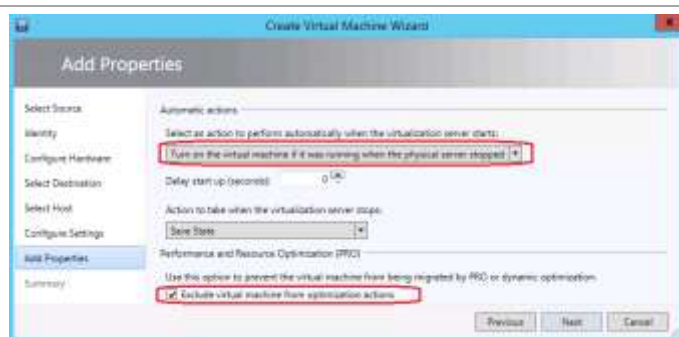 Create Virtual Machine Wizard
Add Properties
Select Source
Identity
Configure Hardware
Select Destination
Select Host
Configure Settings
Add Properties
Summary
Automatic actions
Select an action to perform automatically when the virtualization server starts:
Turn on the virtual machine if it was running when the physical server stopped
Delay start up (seconds): 0
Action to take when the virtualization server stops:
Save State
Performance and Resource Optimization (PRO)
Use this option to prevent the virtual machine from being migrated by PRO or dynamic optimization.
Exclude virtual machine from optimization actions
Previous Next Cancel